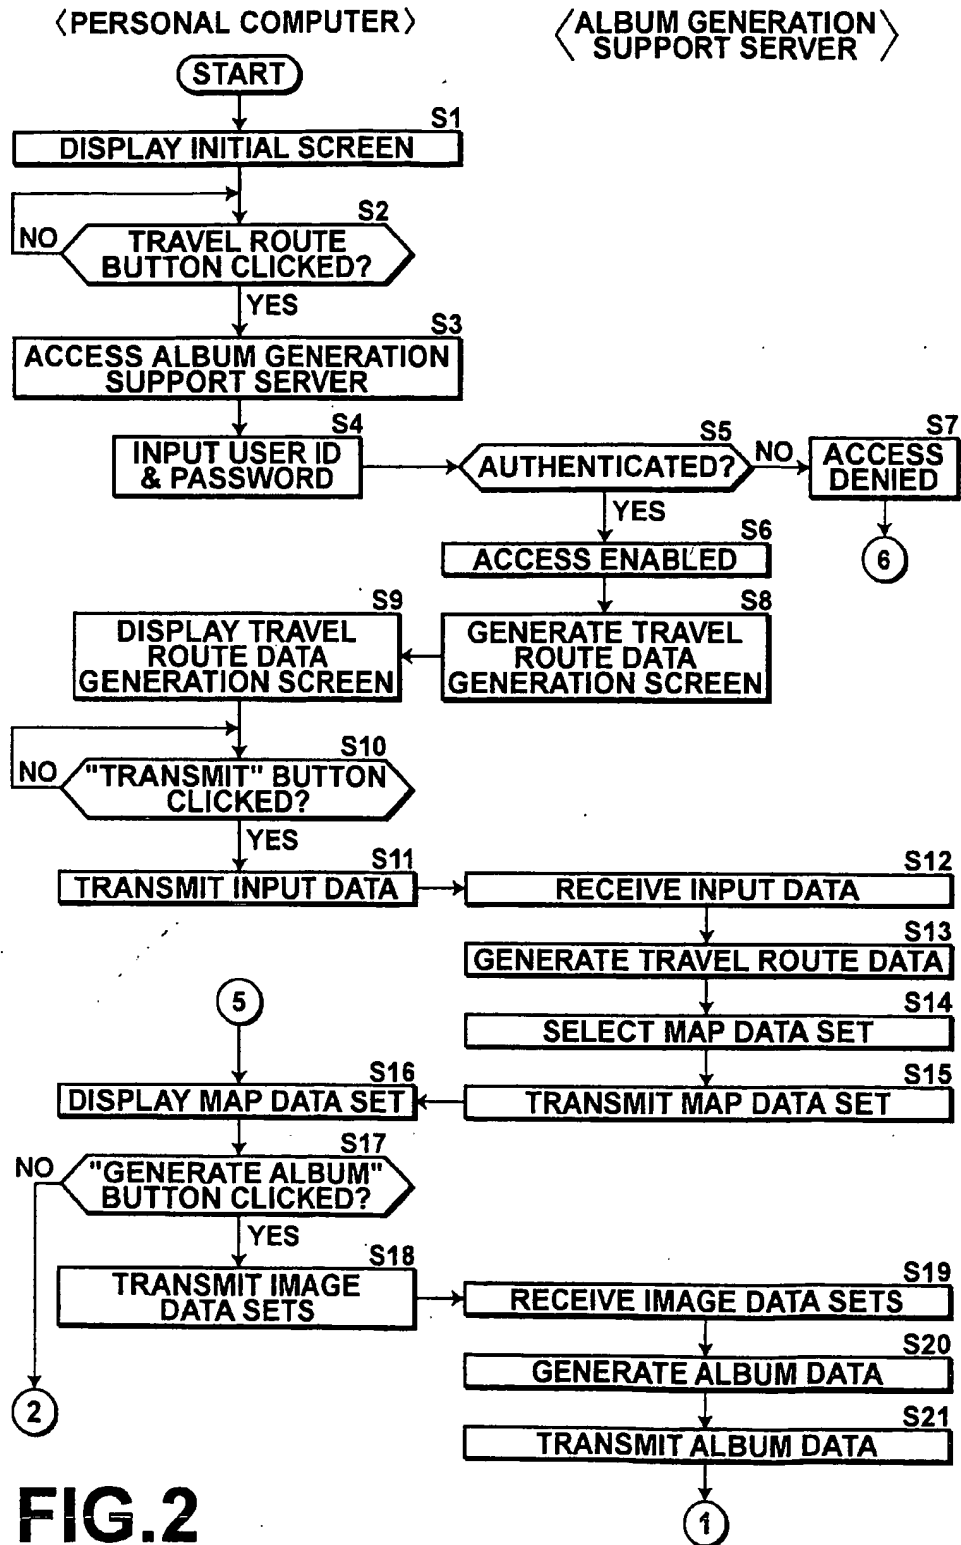 〈PERSONAL COMPUTER〉
〈ALBUM GENERATION
SUPPORT SERVER〉
START
S1
DISPLAY INITIAL SCREEN
S2
NO
TRAVEL ROUTE
BUTTON CLICKED?
YES
S3
ACCESS ALBUM GENERATION
SUPPORT SERVER
S4
INPUT USER ID
& PASSWORD
S5
AUTHENTICATED?
NO
S7
ACCESS
DENIED
YES
6
S6
ACCESS ENABLED
S9
DISPLAY TRAVEL
ROUTE DATA
GENERATION SCREEN
S8
GENERATE TRAVEL
ROUTE DATA
GENERATION SCREEN
S10
NO
"TRANSMIT" BUTTON
CLICKED?
YES
S11
TRANSMIT INPUT DATA
S12
RECEIVE INPUT DATA
S13
GENERATE TRAVEL ROUTE DATA
5
S14
SELECT MAP DATA SET
S16
DISPLAY MAP DATA SET
S15
TRANSMIT MAP DATA SET
S17
NO
"GENERATE ALBUM"
BUTTON CLICKED?
YES
S18
TRANSMIT IMAGE
DATA SETS
S19
RECEIVE IMAGE DATA SETS
S20
GENERATE ALBUM DATA
2
S21
TRANSMIT ALBUM DATA
1
FIG.2